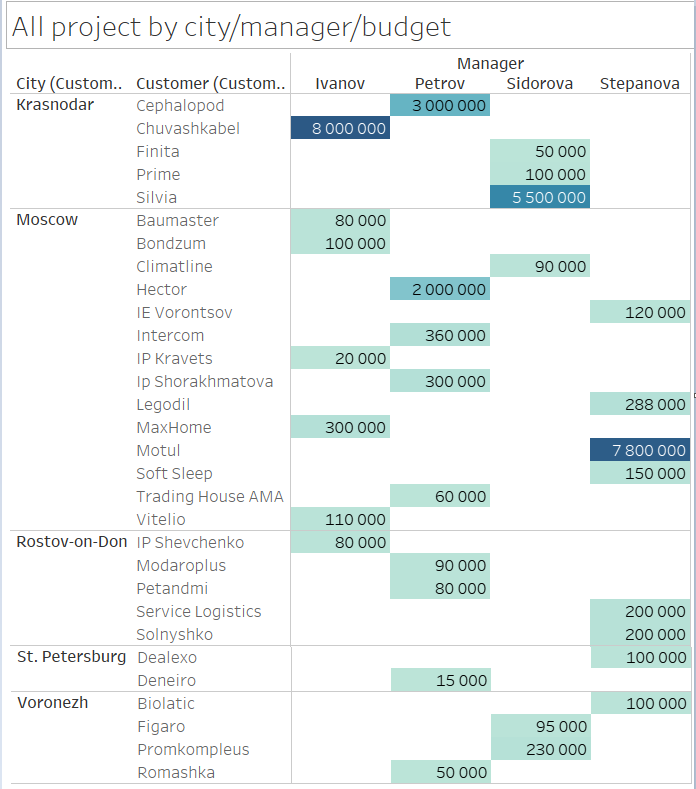 All project by city/manager/budget
Manager
City (Custom.. Customer (Custom.. Ivanov Petrov Sidorova Stepanova
Krasnodar Cephalopod 3 000 000
Chuvashkabel 8 000 000
Finita 50 000
Prime 100 000
Silvia 5 500 000
Moscow Baumaster 80 000
Bondzum 100 000
Climatline 90 000
Hector 2 000 000
IE Vorontsov 120 000
Intercom 360 000
IP Kravets 20 000
Ip Shorakhmatova 300 000
Legodil 288 000
MaxHome 300 000
Motul 7 800 000
Soft Sleep 150 000
Trading House AMA 60 000
Vitelio 110 000
Rostov-on-Don IP Shevchenko 80 000
Modaroplus 90 000
Petandmi 80 000
Service Logistics 200 000
Solnyshko 200 000
St. Petersburg Dealexo 100 000
Deneiro 15 000
Voronezh Biolatic 100 000
Figaro 95 000
Promkompleus 230 000
Romashka 50 000